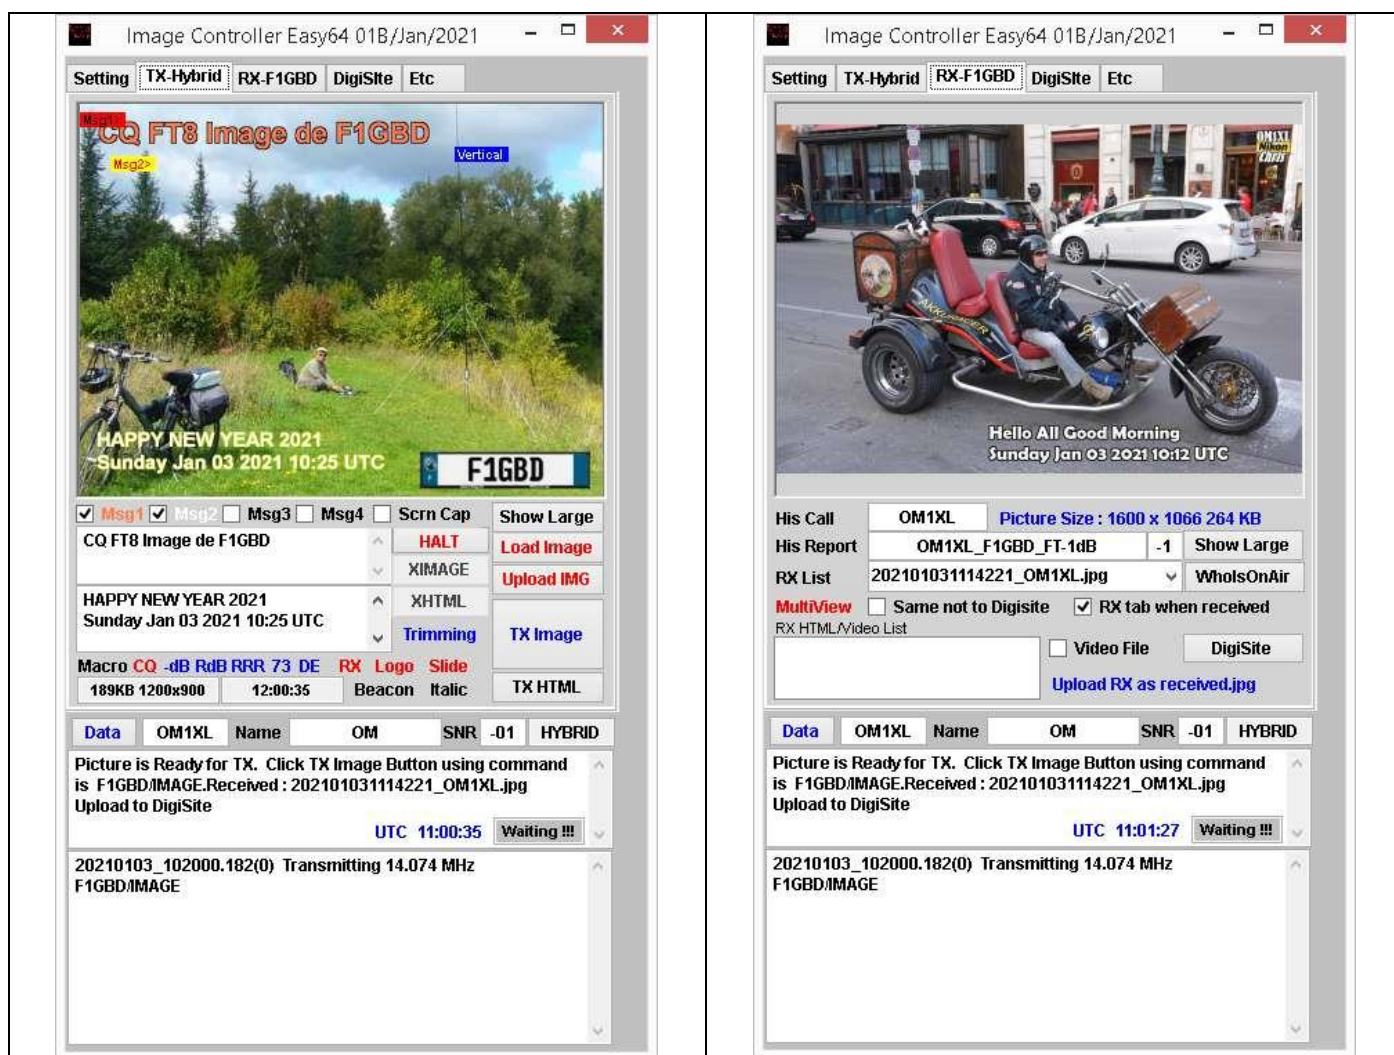 Image Controller Easy64 01B/Jan/2021
Setting TX-Hybrid RX-F1GBD DigiSIte Etc
Msg1>
CQ FT8 Image de F1GBD
Msg2>
Vertical
HAPPY NEW YEAR 2021
Sunday Jan 03 2021 10:25 UTC
F1GBD
Msg1 Msg2 Msg3 Msg4 Scrn Cap Show Large
CQ FT8 Image de F1GBD
HALT Load Image
XIMAGE Upload IMG
HAPPY NEW YEAR 2021
Sunday Jan 03 2021 10:25 UTC
XHTML
Trimming TX Image
Macro CQ -dB RdB RRR 73 DE RX Logo Slide
189KB 1200x900 12:00:35 Beacon Italic TX HTML
Data OM1XL Name OM SNR -01 HYBRID
Picture is Ready for TX. Click TX Image Button using command
is F1GBD/IMAGE.Received : 202101031114221_OM1XL.jpg
Upload to DigiSite
UTC 11:00:35 Waiting !!!
20210103_102000.182(0) Transmitting 14.074 MHz
F1GBD/IMAGE
Image Controller Easy64 01B/Jan/2021
Setting TX-Hybrid RX-F1GBD DigiSIte Etc
OM1XL
Nikon
Chris
AKKURACER
Hello All Good Morning
Sunday Jan 03 2021 10:12 UTC
His Call OM1XL Picture Size : 1600 x 1066 264 KB
His Report OM1XL_F1GBD_FT-1dB -1 Show Large
RX List 202101031114221_OM1XL.jpg WhoIsOnAir
MultiView Same not to Digisite RX tab when received
RX HTML/Video List
Video File DigiSite
Upload RX as received.jpg
Data OM1XL Name OM SNR -01 HYBRID
Picture is Ready for TX. Click TX Image Button using command
is F1GBD/IMAGE.Received : 202101031114221_OM1XL.jpg
Upload to DigiSite
UTC 11:01:27 Waiting !!!
20210103_102000.182(0) Transmitting 14.074 MHz
F1GBD/IMAGE